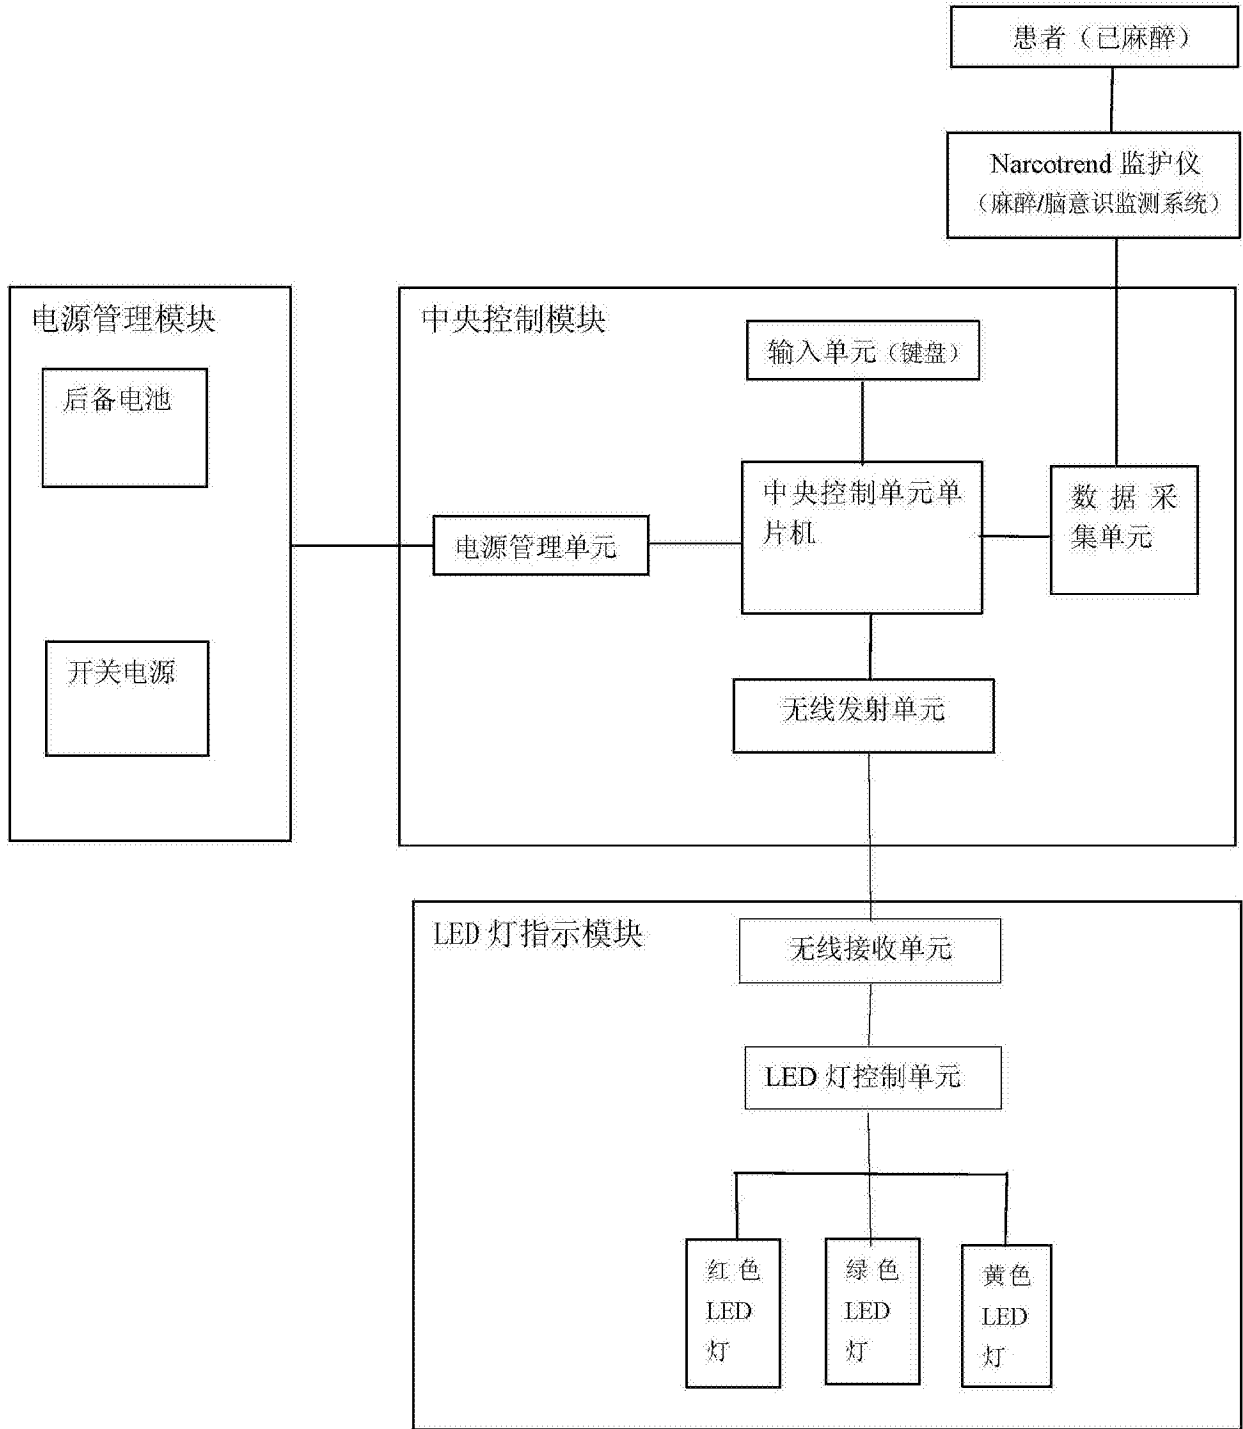 患者（已麻醉）
Narcotrend 监护仪
（麻醉/脑意识监测系统）
电源管理模块
后备电池
开关电源
中央控制模块
输入单元（键盘）
中央控制单元单
片机
数据采
集单元
电源管理单元
无线发射单元
LED 灯指示模块
无线接收单元
LED 灯控制单元
红色
LED
灯
绿色
LED
灯
黄色
LED
灯